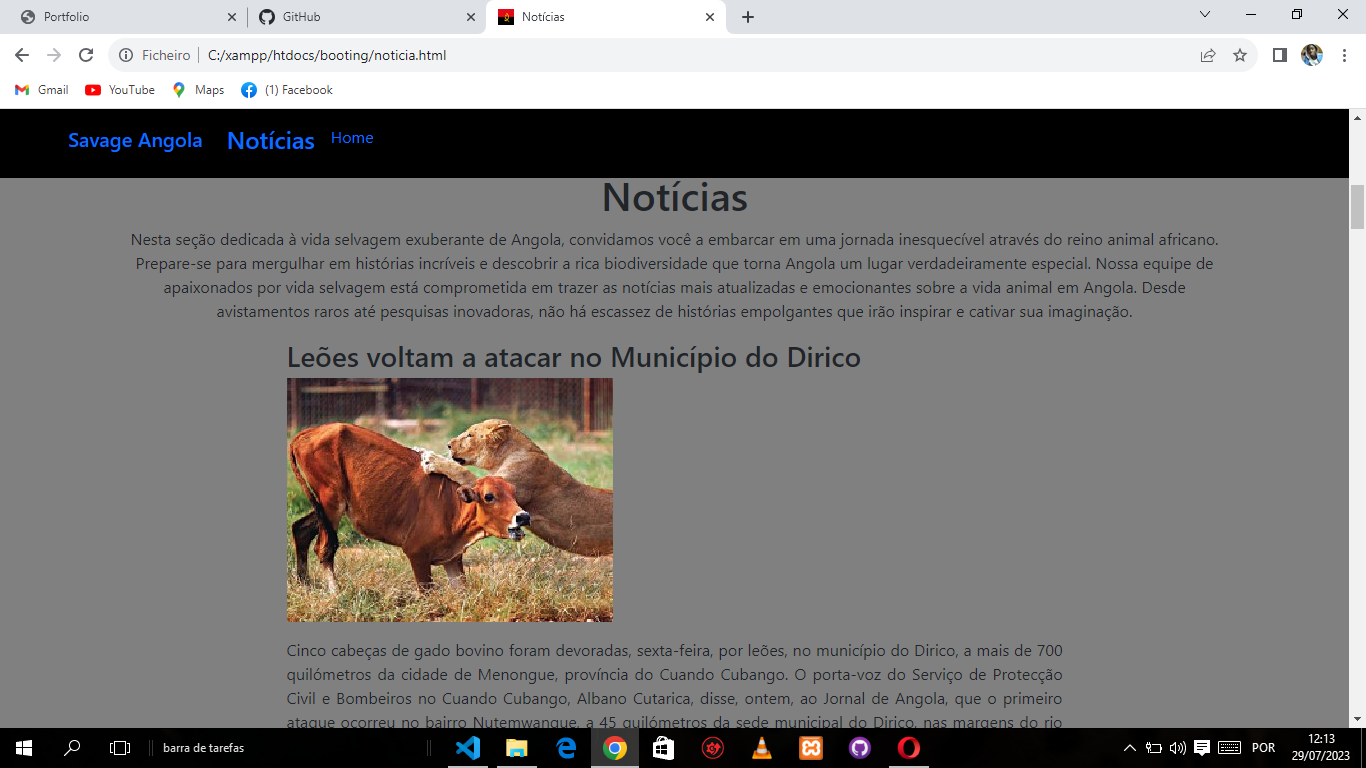 Portfolio
GitHub
Notícias
Ficheiro
C:/xampp/htdocs/booting/noticia.html
Gmail
YouTube
Maps
(1) Facebook
Savage Angola
Notícias
Home
Notícias
Nesta seção dedicada à vida selvagem exuberante de Angola, convidamos você a embarcar em uma jornada inesquecível através do reino animal africano.
Prepare-se para mergulhar em histórias incríveis e descobrir a rica biodiversidade que torna Angola um lugar verdadeiramente especial. Nossa equipe de
apaixonados por vida selvagem está comprometida em trazer as notícias mais atualizadas e emocionantes sobre a vida animal em Angola. Desde
avistamentos raros até pesquisas inovadoras, não há escassez de histórias empolgantes que irão inspirar e cativar sua imaginação.
Leões voltam a atacar no Município do Dirico
Cinco cabeças de gado bovino foram devoradas, sexta-feira, por leões, no município do Dirico, a mais de 700
quilómetros da cidade de Menongue, província do Cuando Cubango. O porta-voz do Serviço de Protecção
Civil e Bombeiros no Cuando Cubango, Albano Cutarica, disse, ontem, ao Jornal de Angola, que o primeiro
ataque ocorreu no bairro Nutemwangue, a 45 quilómetros da sede municipal do Dirico, nas margens do rio
barra de tarefas
POR
12:13
29/07/2023